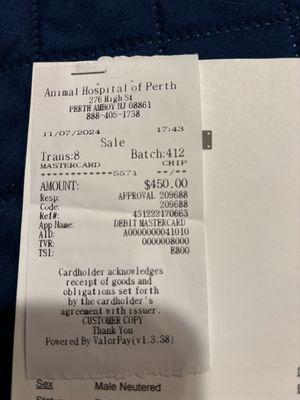 Animal Hospital of Perth
276 High St
PERTH AMBOY NJ 08861
888-405-1738
11/07/2024 17:43
Sale
Trans:8 Batch:412
MASTERCARD CHIP
************5571 **/**
AMOUNT: $450.00
Resp: APPROVAL 209688
Code: 209688
Ref#: 431222170663
App Name: DEBIT MASTERCARD
AID: A0000000041010
TVR: 0000008000
TSI: E800
Cardholder acknowledges
receipt of goods and
obligations set forth
by the cardholder's
agreement with issuer.
CUSTOMER COPY
Thank You
Powered By ValorPay(v1.3.38)
Sex Male Neutered